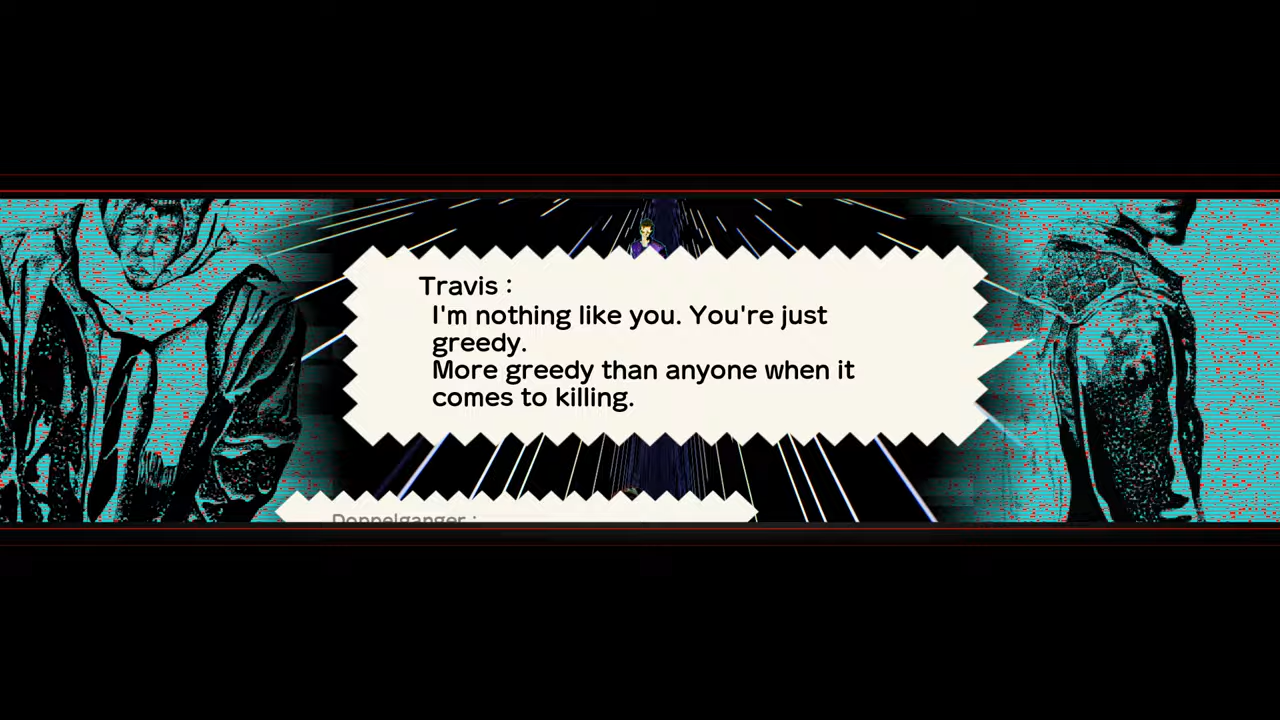 Travis :
I'm nothing like you. You're just
greedy.
More greedy than anyone when it
comes to killing.
Doppelganger :